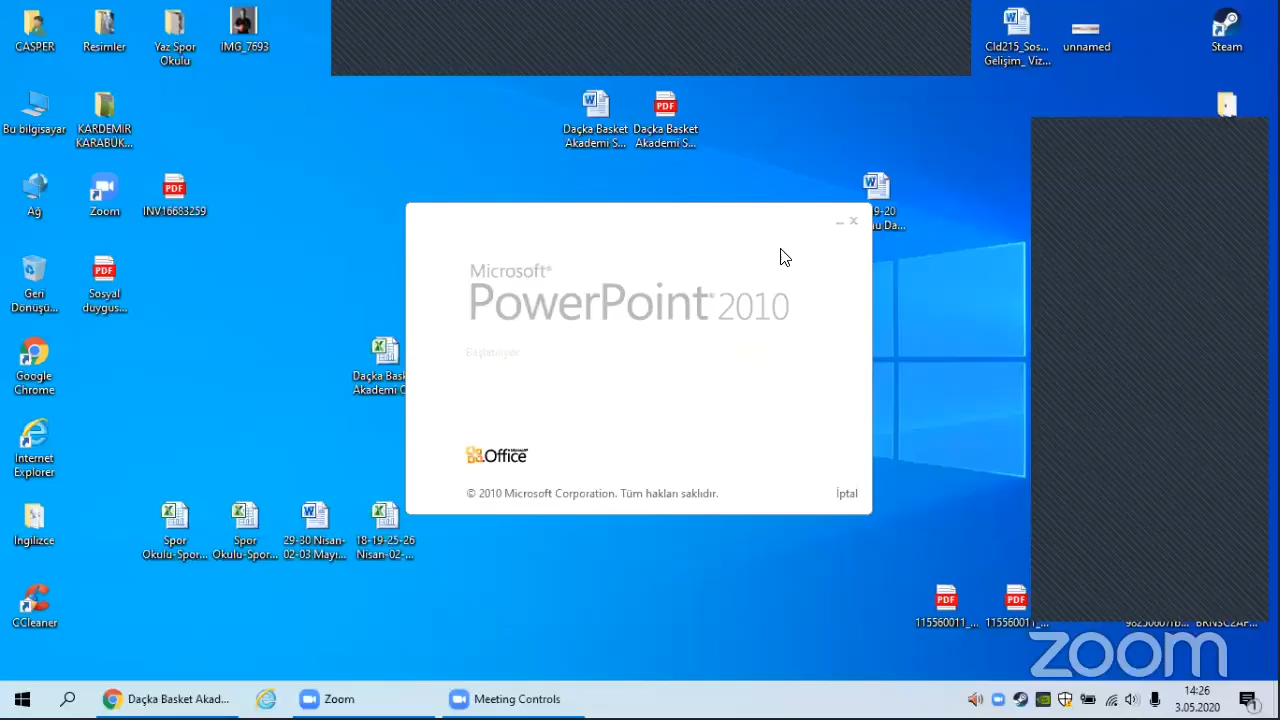 CASPER
Resimler
Yaz Spor
Okulu
IMG_7693
Cld215_Sos...
Gelişim_ Viz...
unnamed
Steam
Bu bilgisayar
KARDEMİR
KARABÜK...
Daçka Basket
Akademi S...
Daçka Basket
Akademi S...
Ağ
Zoom
INV16683259
Geri
Dönüşü...
Sosyal
duygus...
Microsoft®
PowerPoint® 2010
Başlatılıyor
Google
Chrome
Daçka Bask
Akademi
Internet
Explorer
Microsoft
Office
© 2010 Microsoft Corporation. Tüm hakları saklıdır.
İptal
İngilizce
Spor
Okulu-Spor...
Spor
Okulu-Spor...
29-30 Nisan-
02-03 Mayı...
18-19-25-26
Nisan-02-...
CCleaner
115560011_...
115560011_...
zoom
Daçka Basket Akad...
Zoom
Meeting Controls
14:26
3.05.2020